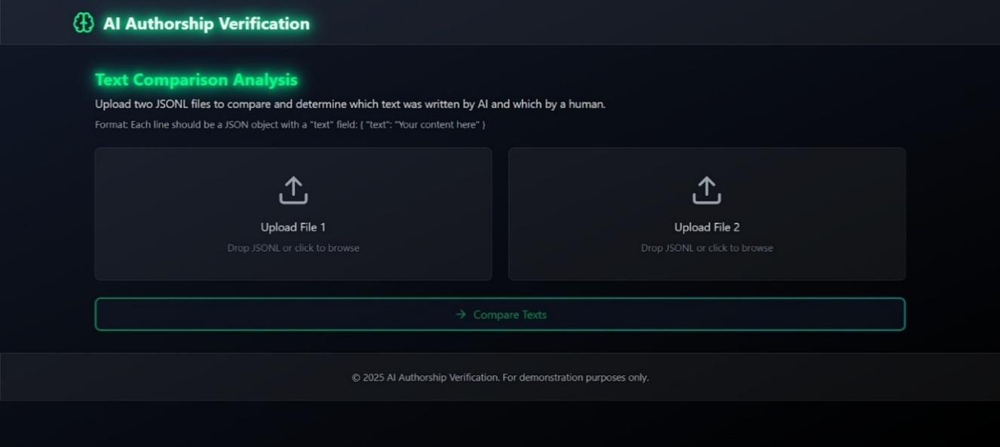 AI Authorship Verification
Text Comparison Analysis
Upload two JSONL files to compare and determine which text was written by AI and which by a human.
Format: Each line should be a JSON object with a "text" field: { "text": "Your content here" }
Upload File 1
Drop JSONL or click to browse
Upload File 2
Drop JSONL or click to browse
Compare Texts
© 2025 AI Authorship Verification. For demonstration purposes only.